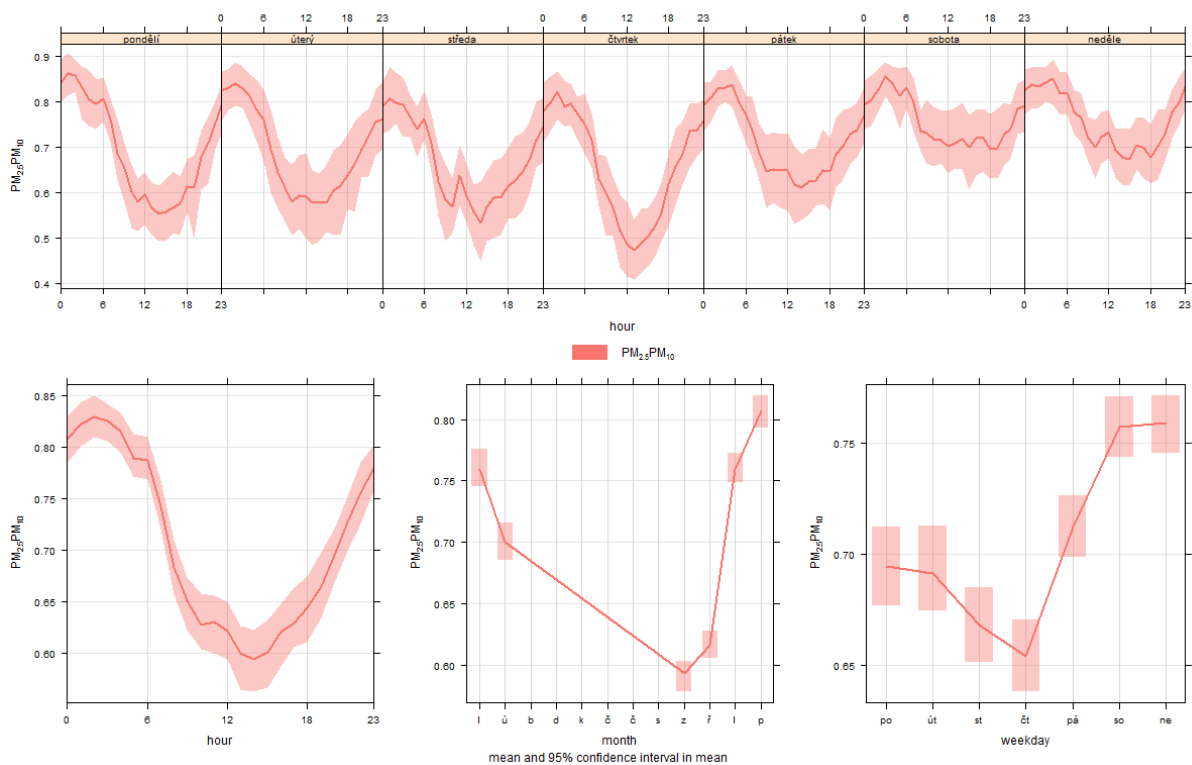 0 6 12 18 23 0 6 12 18 23 0 6 12 18 23
pondělí úterý středa čtvrtek pátek sobota neděle
0.9
0.8
0.7
0.6
0.5
0.4
PM2.5PM10
0 6 12 18 23 0 6 12 18 23 0 6 12 18 23 0 6 12 18 23
hour
PM2.5PM10
0.85
0.80
0.75
0.70
0.65
0.60
PM2.5PM10
0 6 12 18 23
hour
0.80
0.75
0.70
0.65
0.60
PM2.5PM10
l ú b d k č č s z ř l p
month
0.75
0.70
0.65
PM2.5PM10
po út st čt pá so ne
weekday
mean and 95% confidence interval in mean